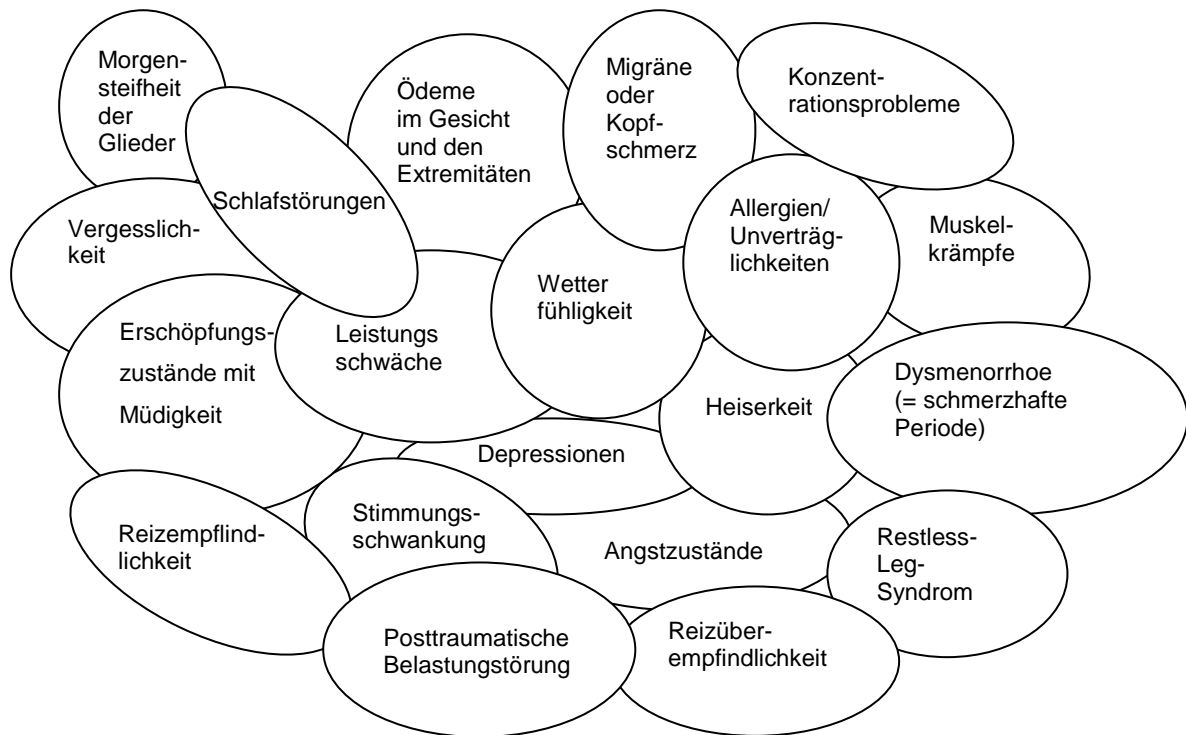 Morgen-
steifheit
der
Glieder
Ödeme
im Gesicht
und den
Extremitäten
Migräne
oder
Kopf-
schmerz
Konzent-
rationsprobleme
Schlafstörungen
Vergesslich-
keit
Allergien/
Unverträg-
lichkeiten
Muskel-
krämpfe
Wetter
fühligkeit
Erschöpfungs-
zustände mit
Müdigkeit
Leistungs
schwäche
Heiserkeit
Dysmenorrhoe
(= schmerzhafte
Periode)
Depressionen
Reizempflind-
lichkeit
Stimmungs-
schwankung
Angstzustände
Restless-
Leg-
Syndrom
Posttraumatische
Belastungstörung
Reizüber-
empfindlichkeit